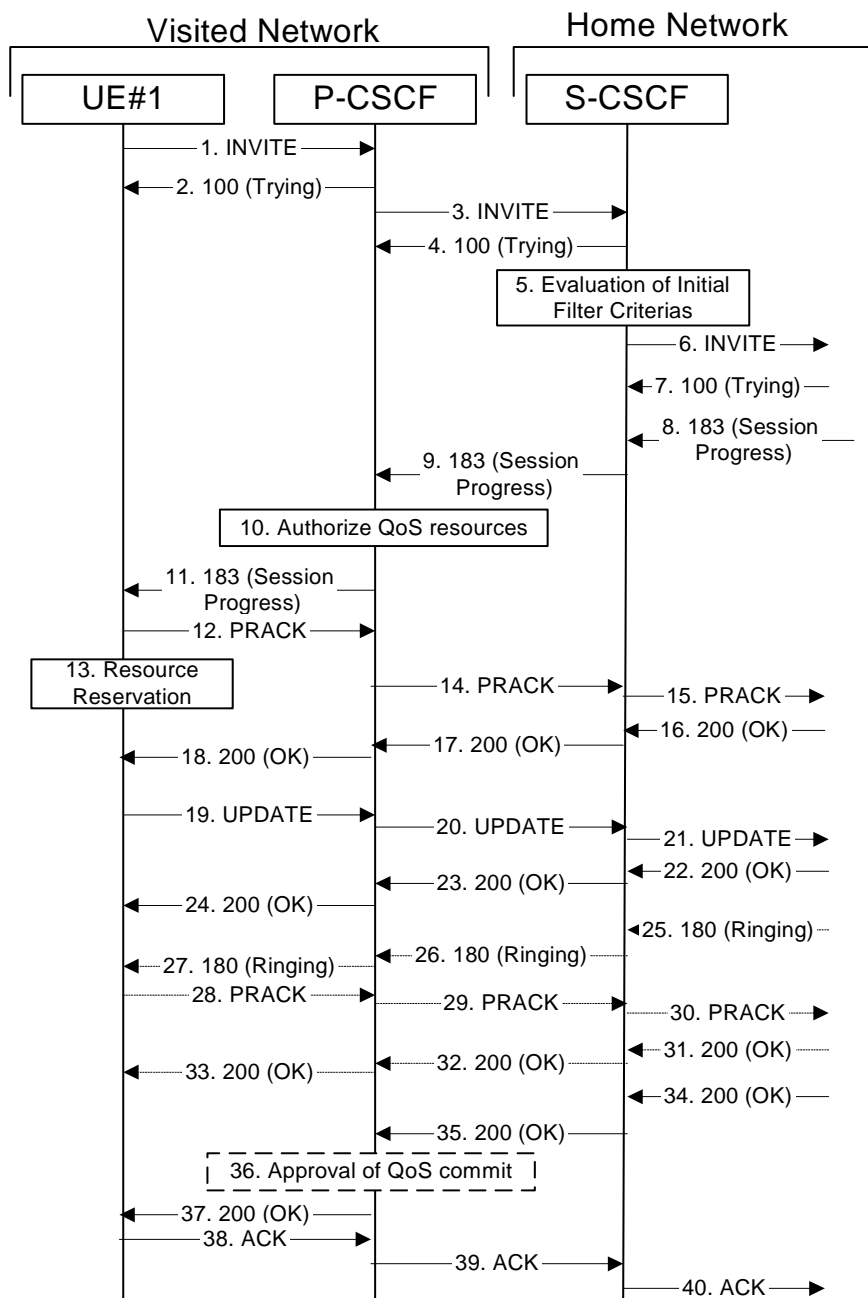 Visited Network
Home Network
UE#1
P-CSCF
S-CSCF
1. INVITE
2. 100 (Trying)
3. INVITE
4. 100 (Trying)
5. Evaluation of Initial
Filter Criterias
6. INVITE
7. 100 (Trying)
8. 183 (Session
Progress)
9. 183 (Session
Progress)
10. Authorize QoS resources
11. 183 (Session
Progress)
12. PRACK
13. Resource
Reservation
14. PRACK
15. PRACK
16. 200 (OK)
17. 200 (OK)
18. 200 (OK)
19. UPDATE
20. UPDATE
21. UPDATE
22. 200 (OK)
23. 200 (OK)
24. 200 (OK)
25. 180 (Ringing)
26. 180 (Ringing)
27. 180 (Ringing)
28. PRACK
29. PRACK
30. PRACK
31. 200 (OK)
32. 200 (OK)
33. 200 (OK)
34. 200 (OK)
35. 200 (OK)
36. Approval of QoS commit
37. 200 (OK)
38. ACK
39. ACK
40. ACK